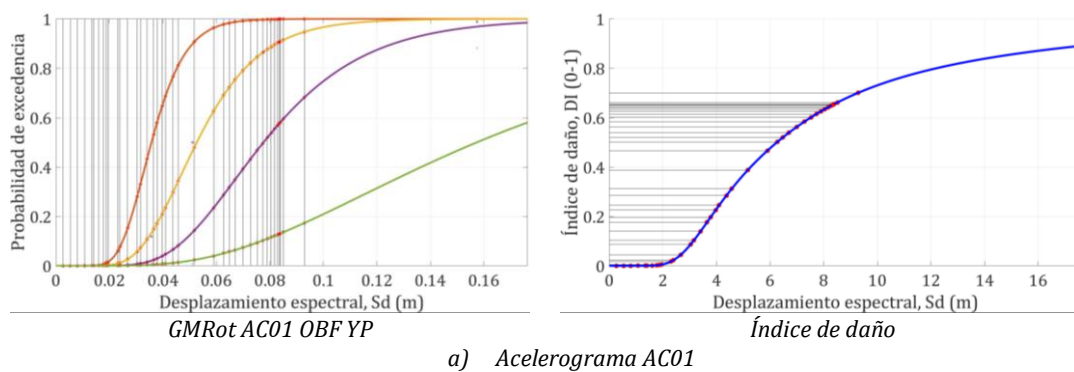 Probabilidad de excedencia
1
0.8
0.6
0.4
0.2
0
0 0.02 0.04 0.06 0.08 0.1 0.12 0.14 0.16
Desplazamiento espectral, Sd (m)
GMRot AC01 OBF YP
Índice de daño, DI (0-1)
1
0.8
0.6
0.4
0.2
0
0 2 4 6 8 10 12 14 16
Desplazamiento espectral, Sd (m)
Índice de daño
a) Acelerograma AC01